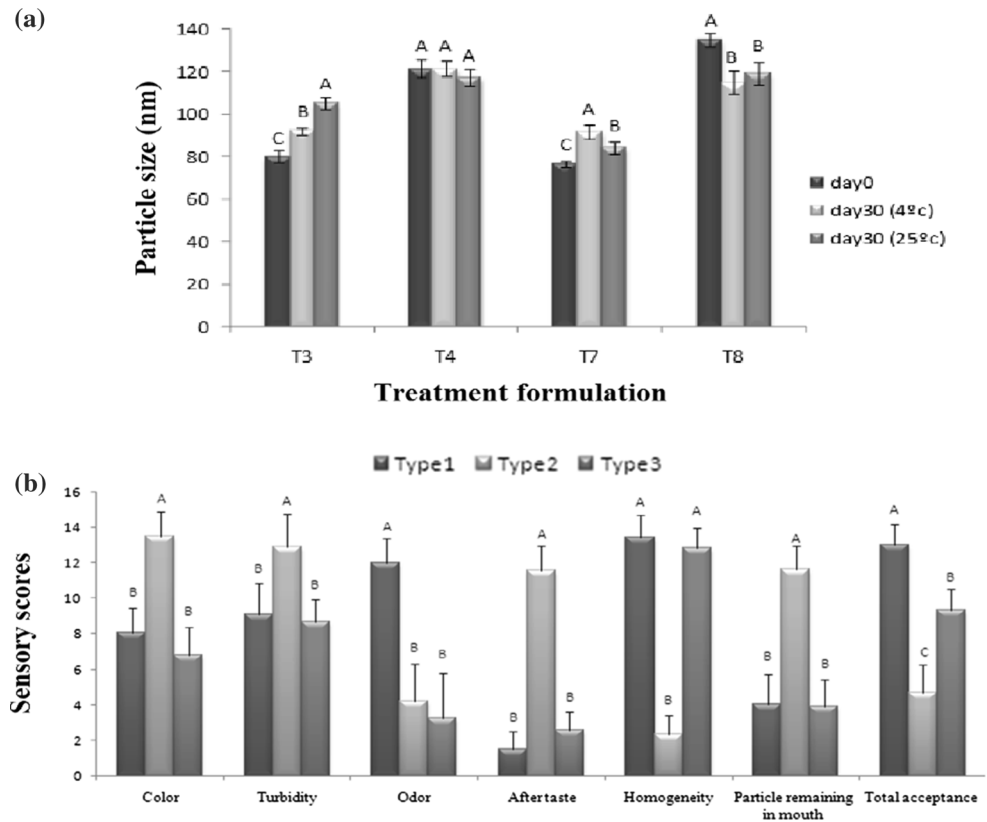 (a)
Particle size (nm)
140
120
100
80
60
40
20
0
C
B
A
A
A
A
C
A
B
A
B
B
day0
day30 (4ºc)
day30 (25ºc)
T3
T4
T7
T8
Treatment formulation
(b)
Type1
Type2
Type3
Sensory scores
16
14
12
10
8
6
4
2
0
B
A
B
B
A
B
A
B
B
B
A
B
A
B
A
B
A
B
A
C
B
Color
Turbidity
Odor
After taste
Homogeneity
Particle remaining
in mouth
Total acceptance